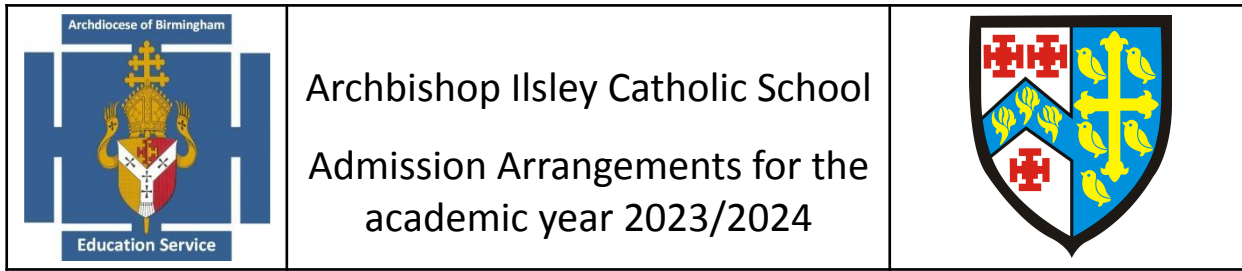 Archdiocese of Birmingham
Education Service
Archbishop Ilsley Catholic School
Admission Arrangements for the
academic year 2023/2024